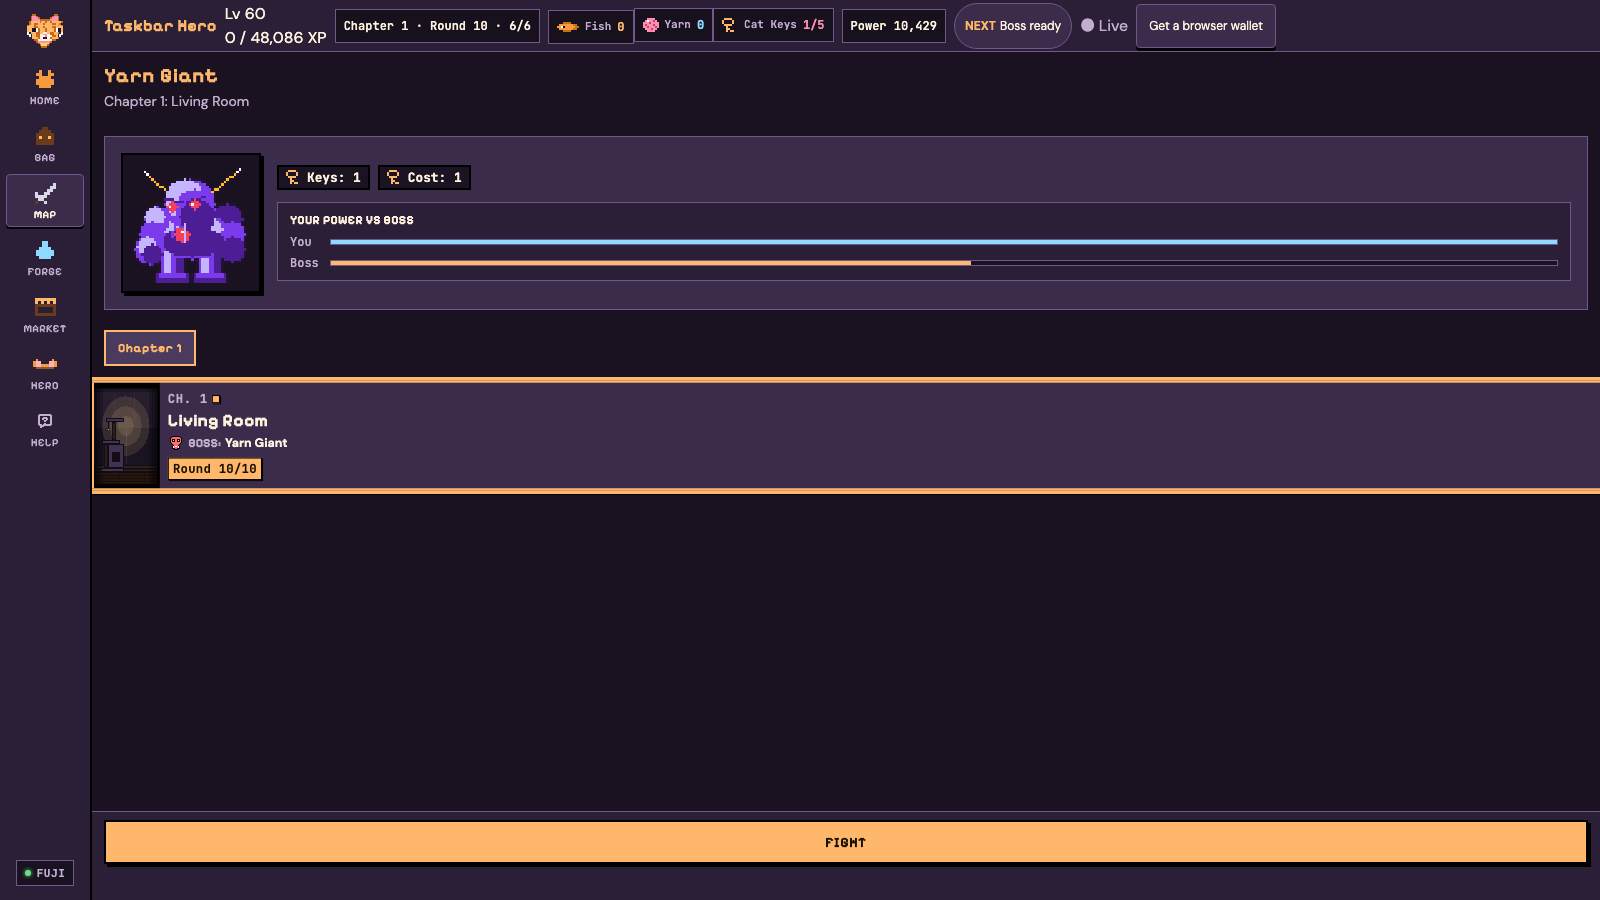 HOME
BAG
MAP
FORGE
MARKET
HERO
HELP
FUJI
Taskbar Hero
Lv 60
0 / 48,086 XP
Chapter 1 · Round 10 · 6/6
Fish 0
Yarn 0
Cat Keys 1/5
Power 10,429
NEXT Boss ready
Live
Get a browser wallet
Yarn Giant
Chapter 1: Living Room
Keys: 1
Cost: 1
YOUR POWER VS BOSS
You
Boss
Chapter 1
CH. 1
Living Room
BOSS: Yarn Giant
Round 10/10
FIGHT